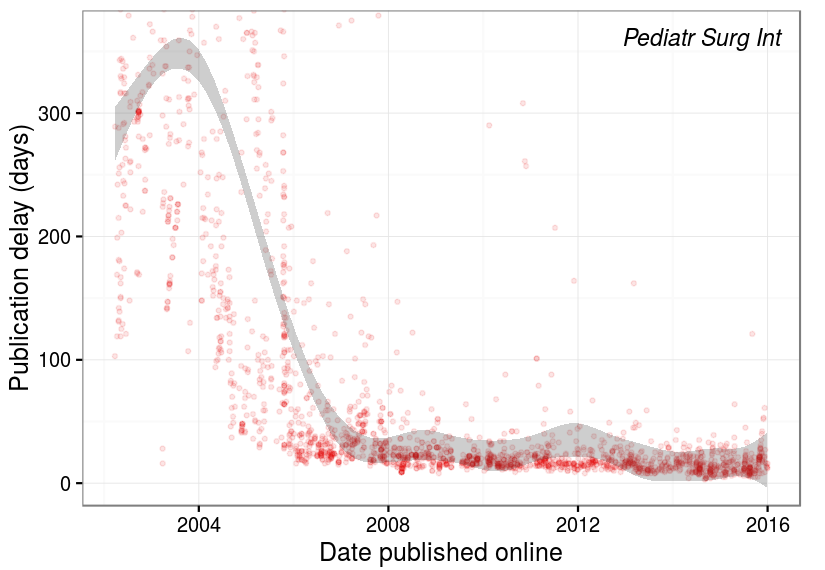 Pediatr Surg Int
Publication delay (days)
300
200
100
0
2004 2008 2012 2016
Date published online